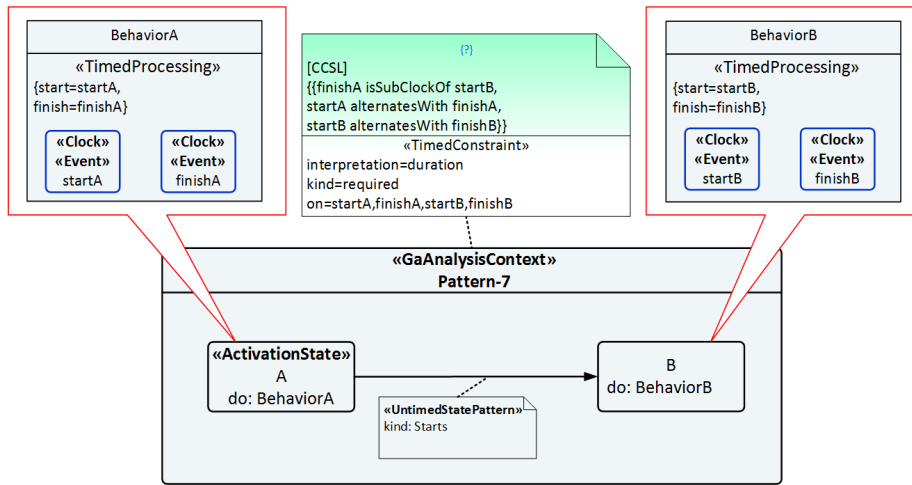 BehaviorA
«TimedProcessing»
{start=startA,
finish=finishA}
«Clock»
«Event»
startA
«Clock»
«Event»
finishA
{?}
[CCSL]
{{finishA isSubClockOf startB,
startA alternatesWith finishA,
startB alternatesWith finishB}}
«TimedConstraint»
interpretation=duration
kind=required
on=startA,finishA,startB,finishB
BehaviorB
«TimedProcessing»
{start=startB,
finish=finishB}
«Clock»
«Event»
startB
«Clock»
«Event»
finishB
«GaAnalysisContext»
Pattern-7
«ActivationState»
A
do: BehaviorA
B
do: BehaviorB
«UntimedStatePattern»
kind: Starts